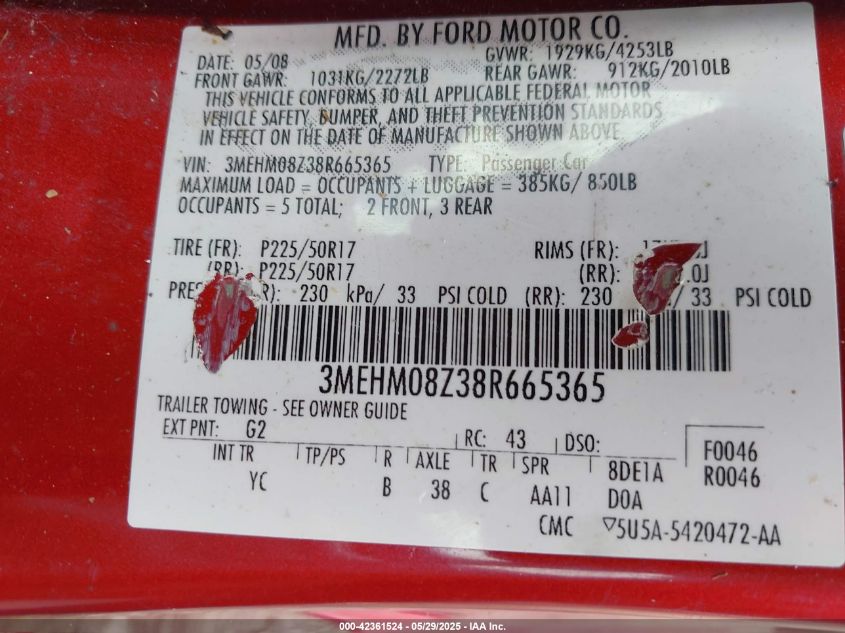 MFD. BY FORD MOTOR CO.
DATE: 05/08 GVWR: 1929KG/4253LB
FRONT GAWR: 1031KG/2272LB REAR GAWR: 912KG/2010LB
THIS VEHICLE CONFORMS TO ALL APPLICABLE FEDERAL MOTOR
VEHICLE SAFETY, BUMPER, AND THEFT PREVENTION STANDARDS
IN EFFECT ON THE DATE OF MANUFACTURE SHOWN ABOVE.
VIN: 3MEHM08Z38R665365 TYPE: Passenger Car
MAXIMUM LOAD = OCCUPANTS + LUGGAGE = 385KG/ 850LB
OCCUPANTS = 5 TOTAL; 2 FRONT, 3 REAR
TIRE (FR): P225/50R17 RIMS (FR):
(RR): P225/50R17 (RR):
230 kPa/ 33 PSI COLD (RR): 230 / 33 PSI COLD
3MEHM08Z38R665365
TRAILER TOWING - SEE OWNER GUIDE
EXT PNT: G2 RC: 43 DSO: F0046
INT TR TP/PS R AXLE TR SPR 8DE1A R0046
YC B 38 C AA11 D0A
CMC ▽5U5A-5420472-AA
000-42361524 - 05/29/2025 - IAA Inc.